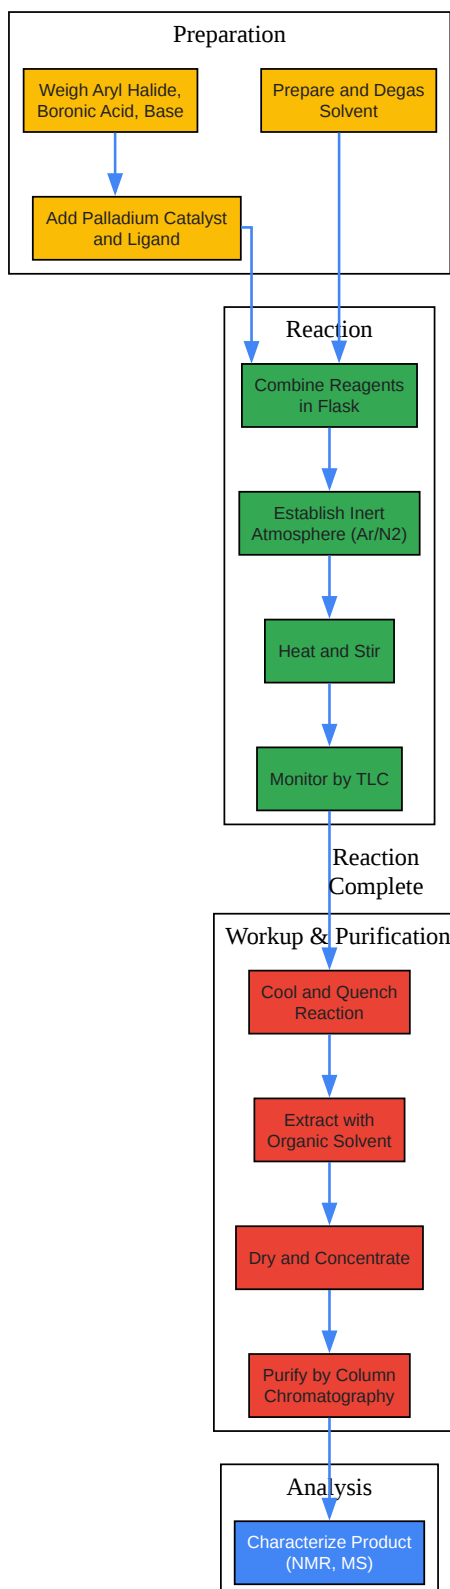 Preparation
Weigh Aryl Halide,
Boronic Acid, Base
Prepare and Degas
Solvent
Add Palladium Catalyst
and Ligand
Reaction
Combine Reagents
in Flask
Establish Inert
Atmosphere (Ar/N2)
Heat and Stir
Monitor by TLC
Reaction
Complete
Workup & Purification
Cool and Quench
Reaction
Extract with
Organic Solvent
Dry and Concentrate
Purify by Column
Chromatography
Analysis
Characterize Product
(NMR, MS)